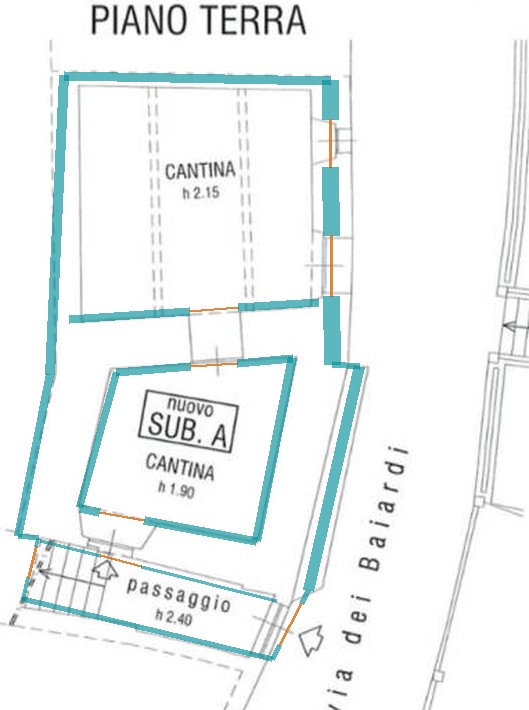 PIANO TERRA
CANTINA
h 2.15
nuovo
SUB. A
CANTINA
h 1.90
passaggio
h 2.40
via dei Baiardi